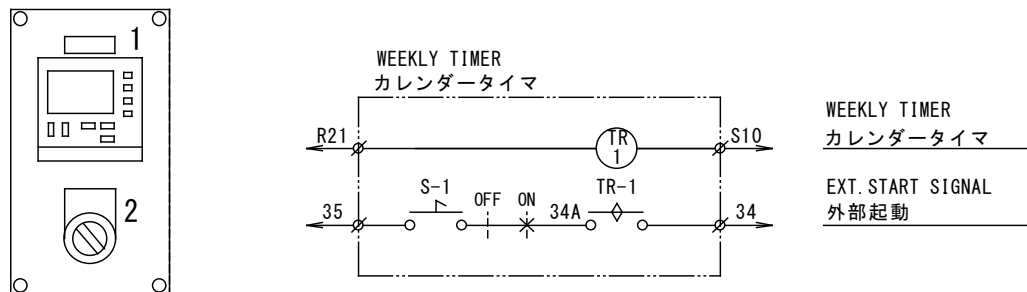 1
2
WEEKLY TIMER
カレンダータイマ
R21
TR
1
S10
S-1
OFF
ON
TR-1
35
34A
34
WEEKLY TIMER
カレンダータイマ
EXT.START SIGNAL
外部起動